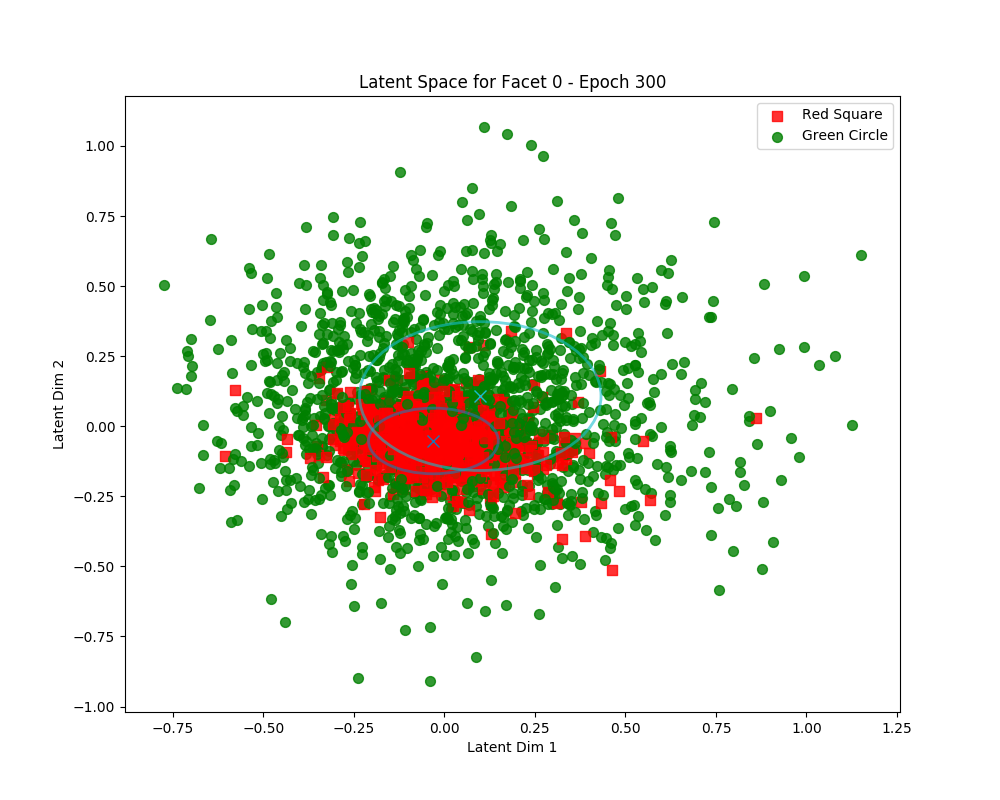 Latent Space for Facet 0 - Epoch 300
Red Square
Green Circle
1.00
0.75
0.50
0.25
0.00
−0.25
−0.50
−0.75
−1.00
Latent Dim 2
−0.75 −0.50 −0.25 0.00 0.25 0.50 0.75 1.00 1.25
Latent Dim 1